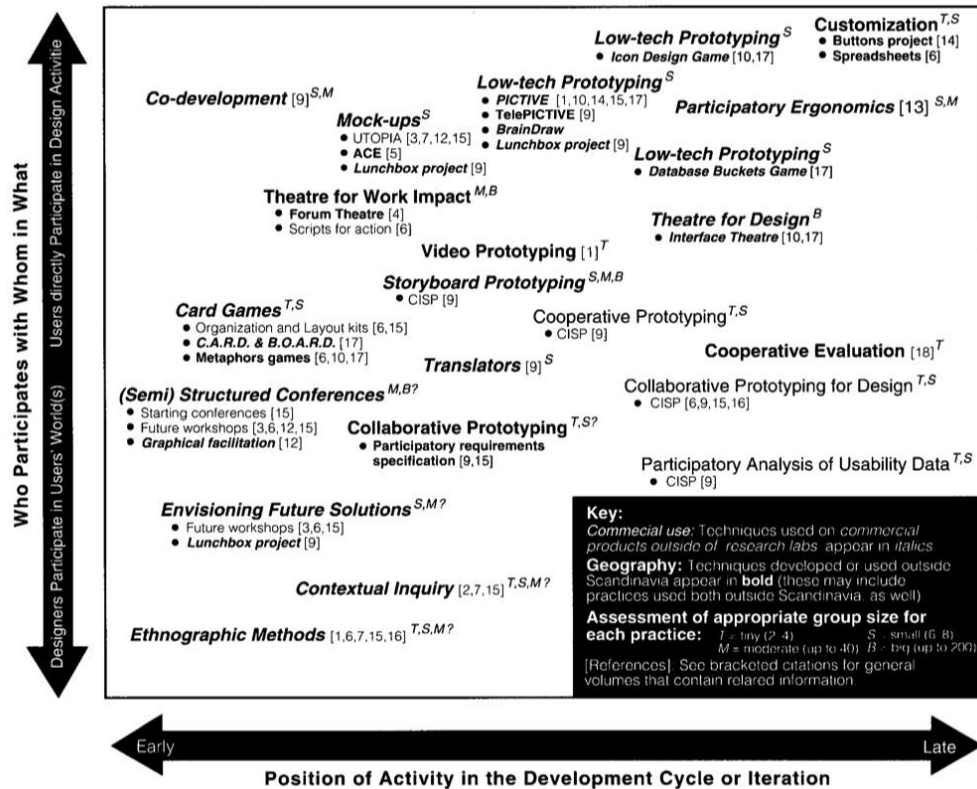 Customization T,S
• Buttons project [14]
• Spreadsheets [6]
Low-tech Prototyping S
• Icon Design Game [10,17]
Low-tech Prototyping S
• PICTIVE [1,10,14,15,17]
• TelePICTIVE [9]
• BrainDraw
• Lunchbox project [9]
Co-development [9] S,M
Participatory Ergonomics [13] S,M
Mock-ups S
• UTOPIA [3,7,12,15]
• ACE [5]
• Lunchbox project [9]
Low-tech Prototyping S
• Database Buckets Game [17]
Theatre for Work Impact M,B
• Forum Theatre [4]
• Scripts for action [6]
Theatre for Design B
• Interface Theatre [10,17]
Video Prototyping [1] T
Storyboard Prototyping S,M,B
• CISP [9]
Card Games T,S
• Organization and Layout kits [6,15]
• C.A.R.D. & B.O.A.R.D. [17]
• Metaphors games [6,10,17]
Cooperative Prototyping T,S
• CISP [9]
Translators [9] S
Cooperative Evaluation [18] T
Collaborative Prototyping for Design T,S
• CISP [6,9,15,16]
(Semi) Structured Conferences M,B?
• Starting conferences [15]
• Future workshops [3,6,12,15]
• Graphical facilitation [12]
Collaborative Prototyping T,S?
• Participatory requirements
specification [9,15]
Participatory Analysis of Usability Data T,S
• CISP [9]
Envisioning Future Solutions S,M?
• Future workshops [3,6,15]
• Lunchbox project [9]
Contextual Inquiry [2,7,15] T,S,M?
Ethnographic Methods [1,6,7,15,16] T,S,M?
Key:
Commecial use: Techniques used on commercial
products outside of research labs appear in italics.
Geography: Techniques developed or used outside
Scandinavia appear in bold (these may include
practices used both outside Scandinavia, as well)
Assessment of appropriate group size for
each practice: T = tiny (2-4) S = small (6-8)
M = moderate (up to 40) B = big (up to 200)
[References]: See bracketed citations for general
volumes that contain related information.
Who Participates with Whom in What
Designers Participate in Users' World(s)
Users directly Participate in Design Activitie
Early
Late
Position of Activity in the Development Cycle or Iteration